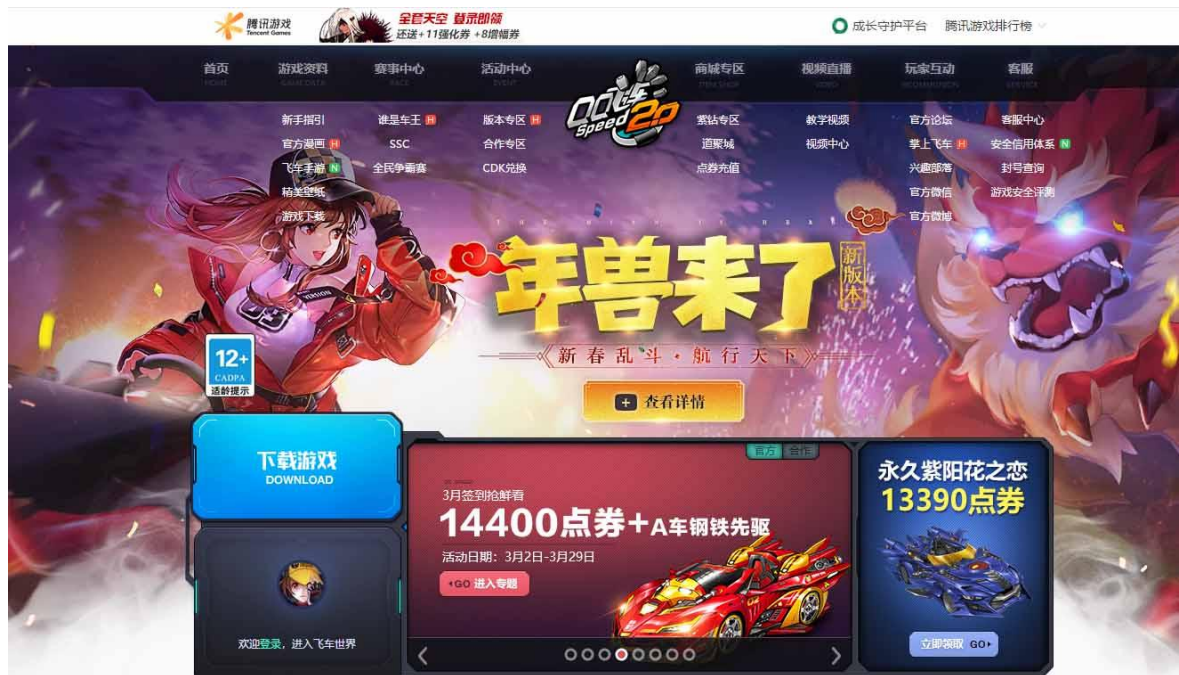 腾讯游戏
Tencent Games
全套天空 登录即领
还送+11强化券 +8增幅券
成长守护平台 腾讯游戏排行榜
首页 游戏资料 赛事中心 活动中心 商城专区 视频直播 玩家互动 客服
QQ飞车
Speed 2.0
新手指引 谁是车王 H 版本专区 H 紫钻专区 教学视频 官方论坛 客服中心
官方漫画 H SSC 合作专区 道聚城 视频中心 掌上飞车 H 安全信用体系 N
飞车手游 N 全民争霸赛 CDK兑换 点券充值 兴趣部落 封号查询
精美壁纸 官方微信 游戏安全评测
游戏下载 官方微博
年兽来了
新版本
新春乱斗·航行天下
12+
CADPA
适龄提示
查看详情
下载游戏
DOWNLOAD
官方 合作
3月签到抢鲜看
14400点券+A车钢铁先驱
活动日期：3月2日-3月29日
GO 进入专题
永久紫阳花之恋
13390点券
立即领取 GO
欢迎登录，进入飞车世界